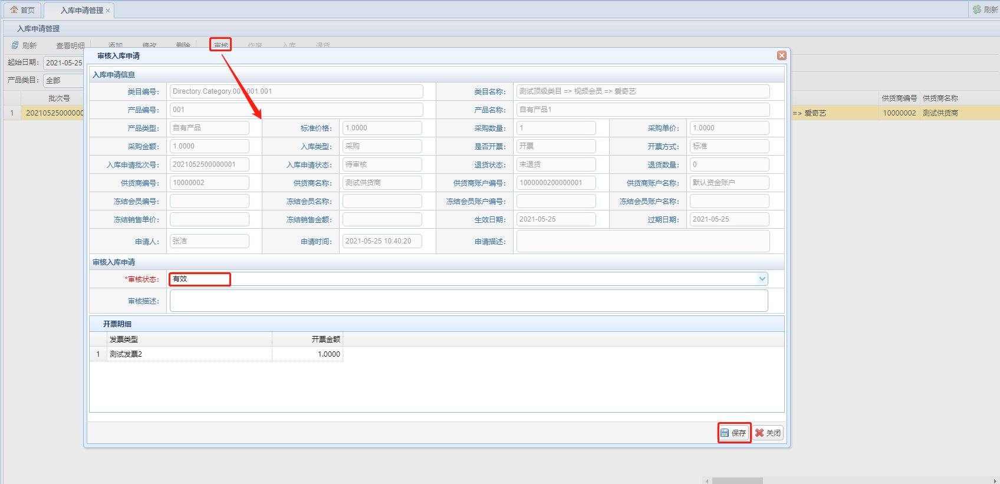 首页 入库申请管理 × 刷新
入库申请管理
刷新 查看明细 添加 修改 删除 审核 作废 入库 退货
起始日期: 2021-05-25
产品类目: 全部
批次号 供货商编号 供货商名称
1 20210525000000 => 爱奇艺 10000002 测试供货商
审核入库申请
入库申请信息
类目编号: Directory.Category.001.001.001 类目名称: 测试顶级类目 => 视频会员 => 爱奇艺
产品编号: 001 产品名称: 自有产品1
产品类型: 自有产品 标准价格: 1.0000 采购数量: 1 采购单价: 1.0000
采购金额: 1.0000 入库类型: 采购 是否开票: 开票 开票方式: 标准
入库申请批次号: 2021052500000001 入库申请状态: 待审核 退货状态: 未退货 退货数量: 0
供货商编号: 10000002 供货商名称: 测试供货商 供货商账户编号: 1000000200000001 供货商账户名称: 默认资金账户
冻结会员编号: 冻结会员名称: 冻结会员账户编号: 冻结会员账户名称:
冻结销售单价: 冻结销售金额: 生效日期: 2021-05-25 过期日期: 2021-05-25
申请人: 张洁 申请时间: 2021-05-25 10:40:20 申请描述:
审核入库申请
*审核状态: 有效
审核描述:
开票明细
发票类型 开票金额
1 测试发票2 1.0000
保存 关闭